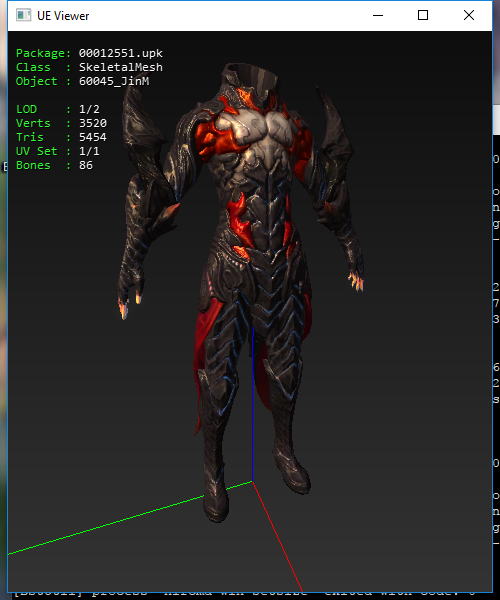 UE Viewer
Package: 00012551.upk
Class  : SkeletalMesh
Object : 60045_JinM
LOD    : 1/2
Verts  : 3520
Tris   : 5454
UV Set : 1/1
Bones  : 86